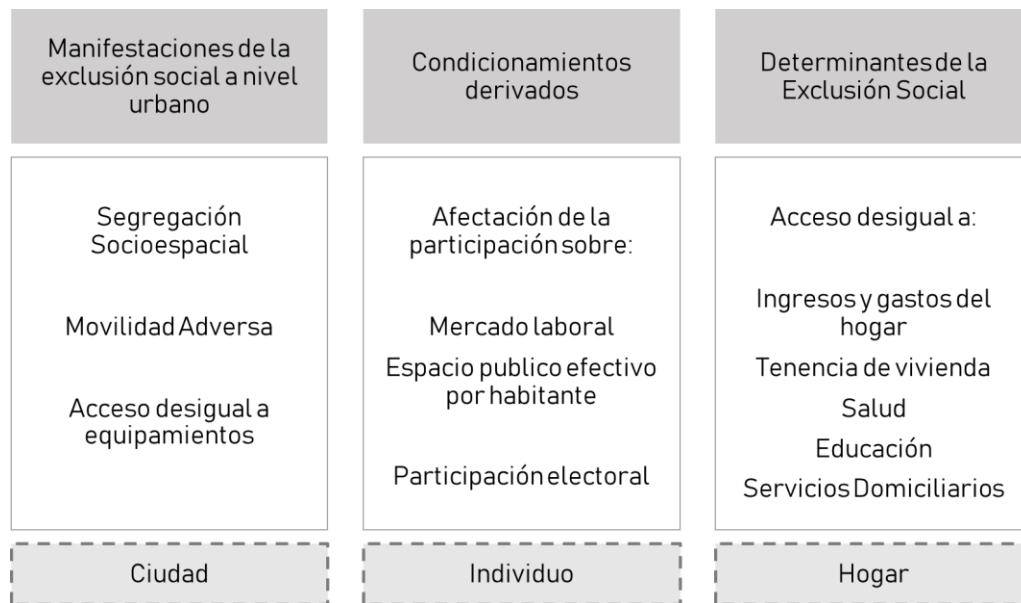 Manifestaciones de la
exclusión social a nivel
urbano
Segregación
Socioespacial
Movilidad Adversa
Acceso desigual a
equipamientos
Ciudad
Condicionamientos
derivados
Afectación de la
participación sobre:
Mercado laboral
Espacio publico efectivo
por habitante
Participación electoral
Individuo
Determinantes de la
Exclusión Social
Acceso desigual a:
Ingresos y gastos del
hogar
Tenencia de vivienda
Salud
Educación
Servicios Domiciliarios
Hogar